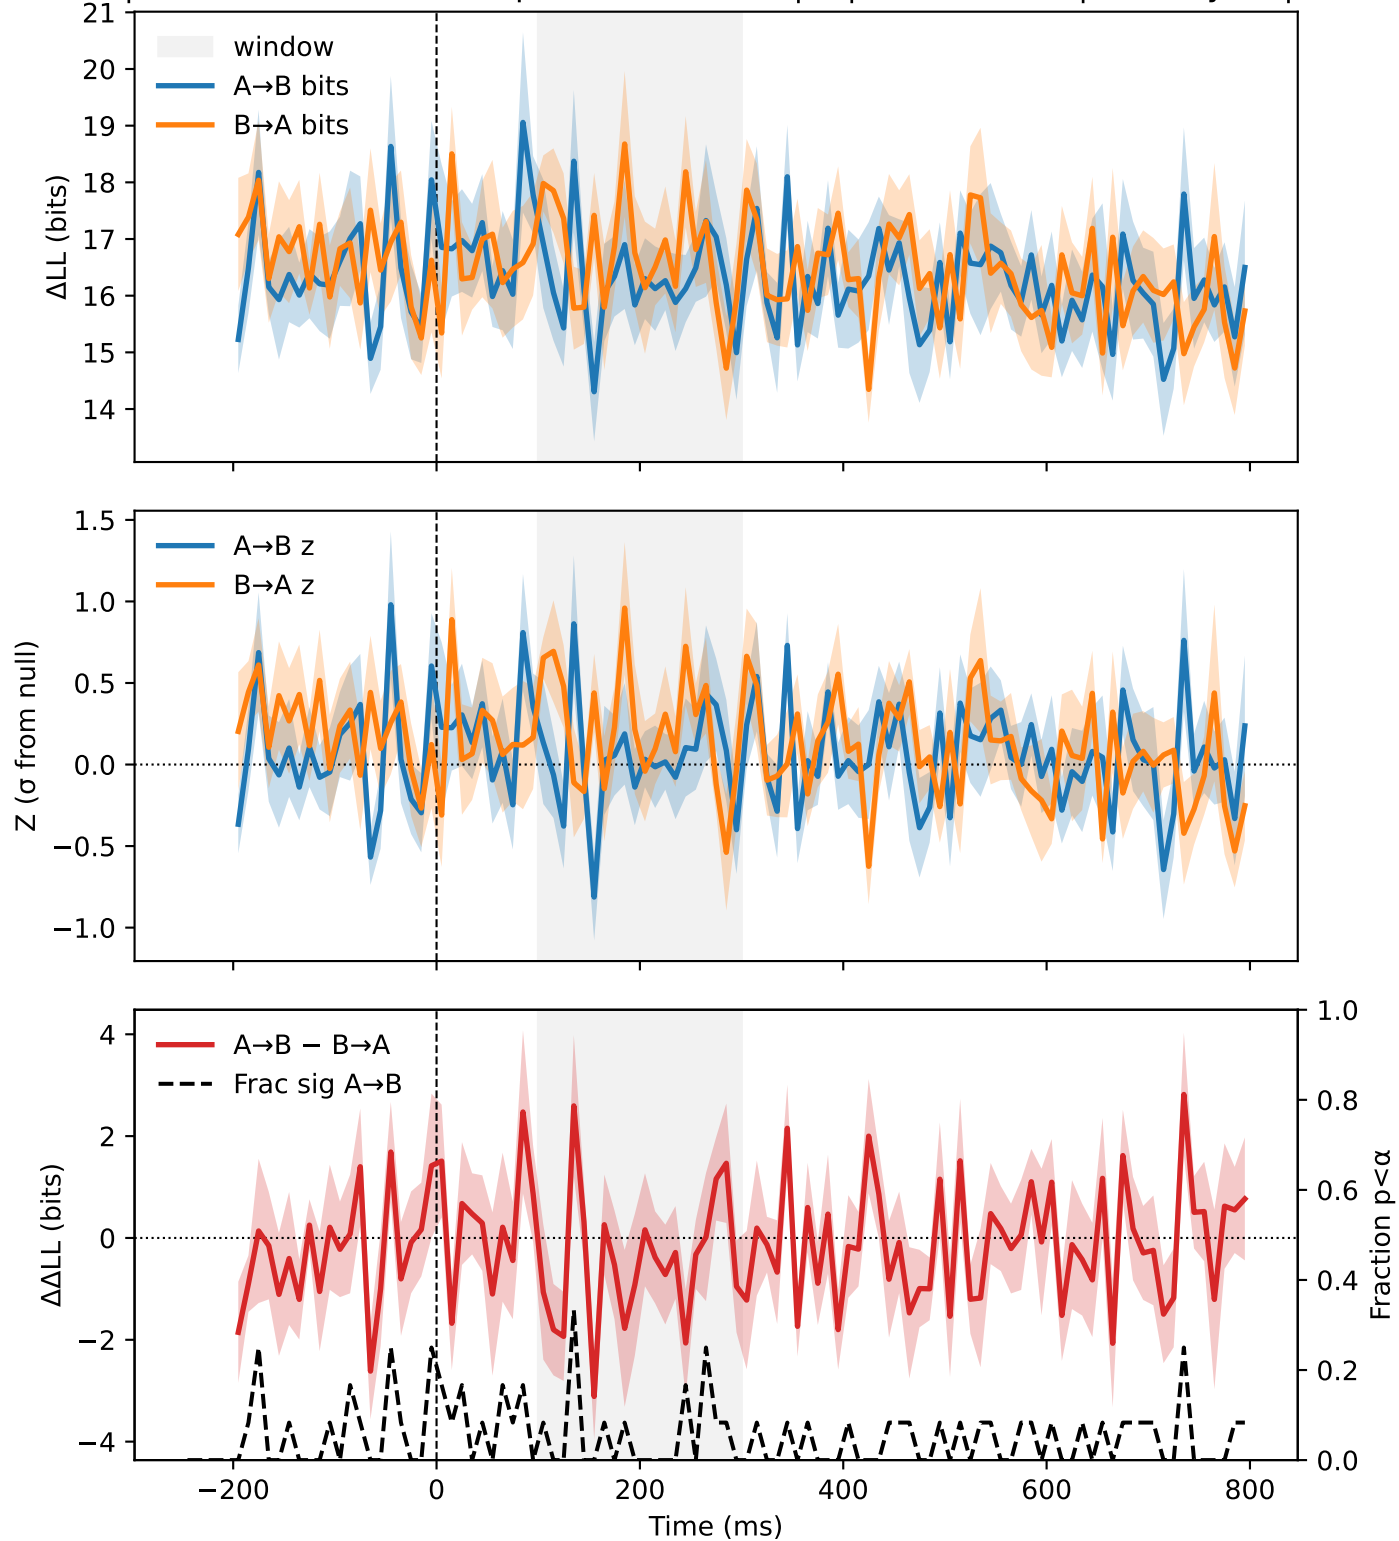 21
20
19
18
17
16
15
14
ΔLL (bits)
window
A→B bits
B→A bits
1.5
1.0
0.5
0.0
−0.5
−1.0
Z (σ from null)
A→B z
B→A z
4
2
0
−2
−4
ΔΔLL (bits)
A→B − B→A
Frac sig A→B
1.0
0.8
0.6
0.4
0.2
0.0
Fraction p<α
−200 0 200 400 600 800
Time (ms)